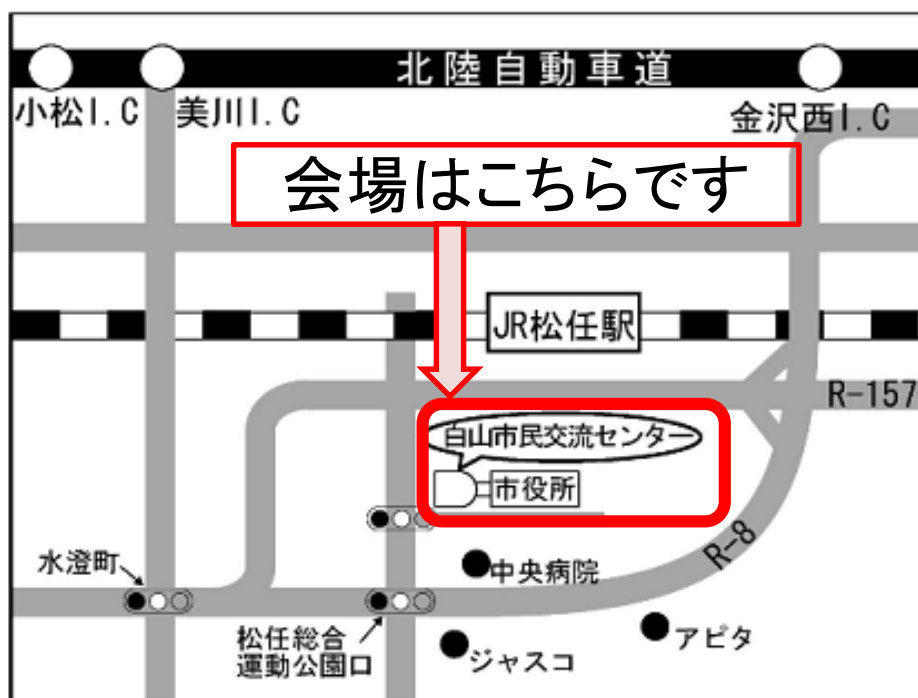 北陸自動車道
小松I.C
美川I.C
金沢西I.C
会場はこちらです
JR松任駅
R-157
白山市民交流センター
市役所
R-8
水澄町
中央病院
松任総合
運動公園口
ジャスコ
アピタ